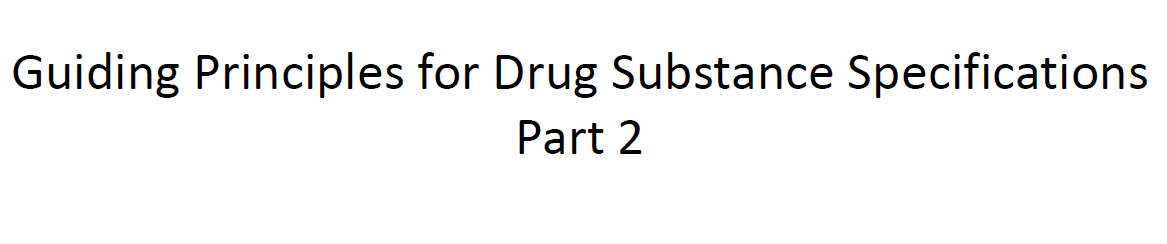 Guiding Principles for Drug Substance Specifications
Part 2